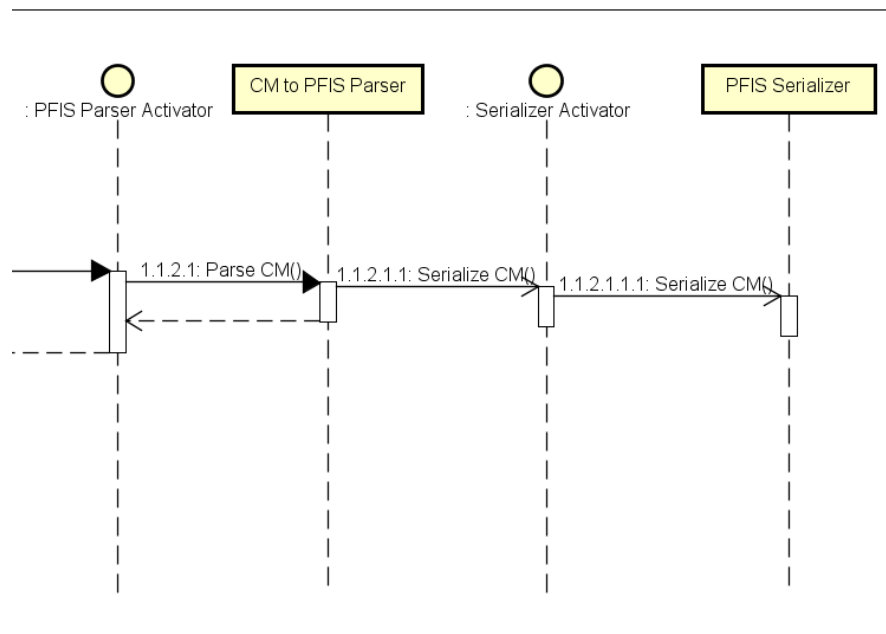 : PFIS Parser Activator
CM to PFIS Parser
: Serializer Activator
PFIS Serializer
1.1.2.1: Parse CM()
1.1.2.1.1: Serialize CM()
1.1.2.1.1.1: Serialize CM()